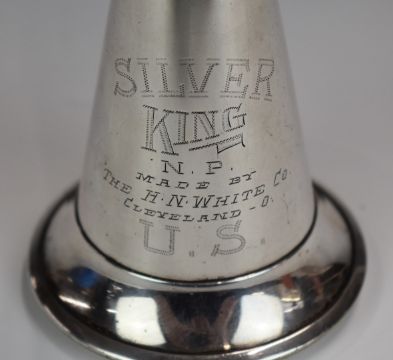 SILVER
KING
N.P.
MADE BY
THE H.N.WHITE CO.
CLEVELAND-O.
U.S.